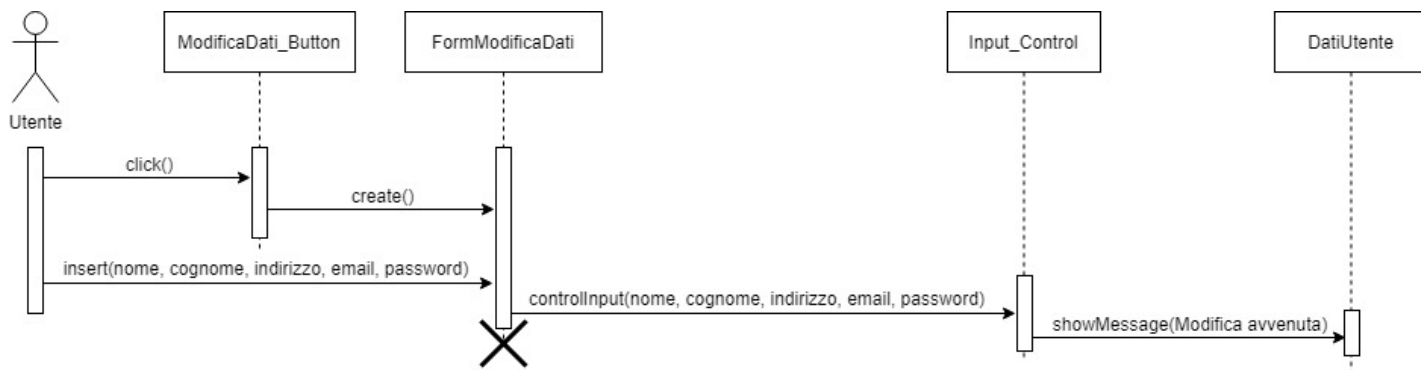 ModificaDati_Button
FormModificaDati
Input_Control
DatiUtente
Utente
click()
create()
insert(nome, cognome, indirizzo, email, password)
controlInput(nome, cognome, indirizzo, email, password)
showMessage(Modifica avvenuta)